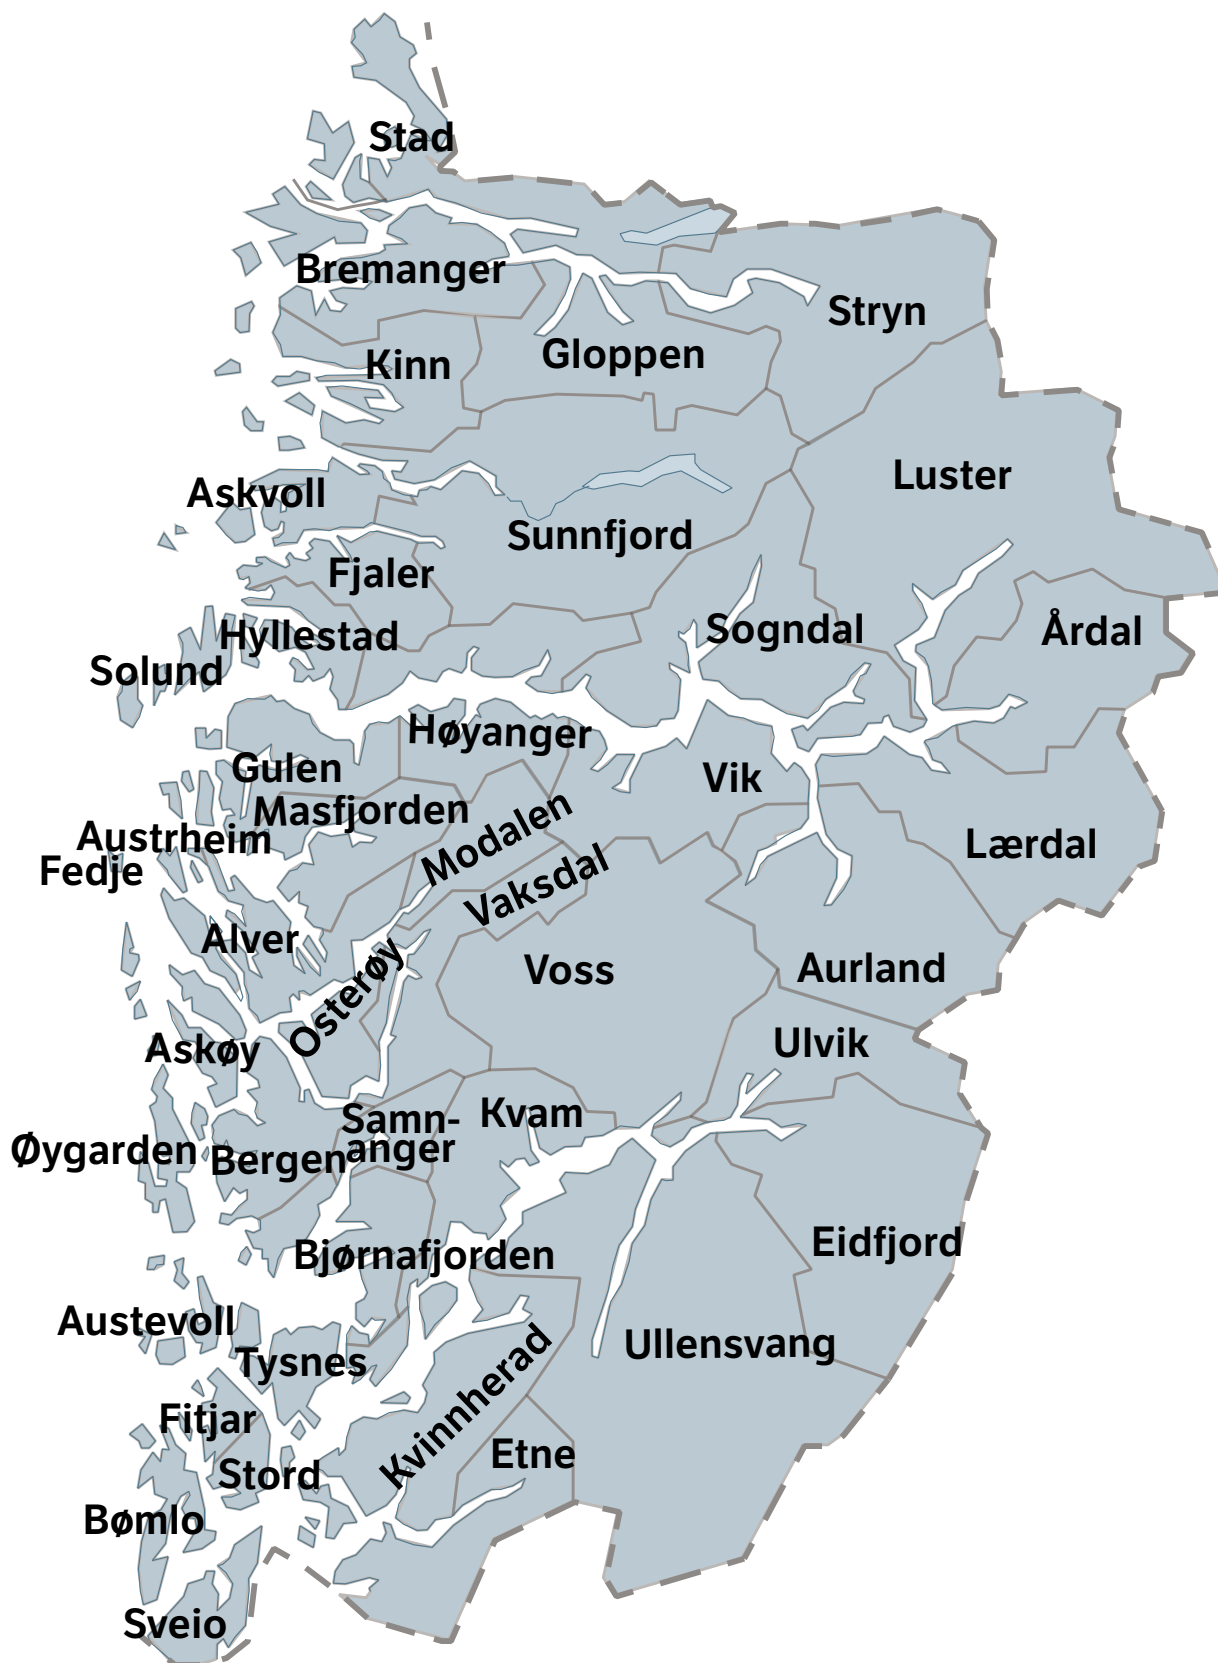 Stad
Bremanger
Stryn
Kinn
Gloppen
Luster
Askvoll
Sunnfjord
Fjaler
Hyllestad
Sogndal
Årdal
Solund
Høyanger
Gulen
Vik
Masfjorden
Modalen
Austrheim
Lærdal
Fedje
Vaksdal
Alver
Osterøy
Voss
Aurland
Askøy
Ulvik
Samn-
anger
Kvam
Øygarden
Bergen
Bjørnafjorden
Eidfjord
Austevoll
Tysnes
Ullensvang
Kvinnherad
Fitjar
Etne
Stord
Bømlo
Sveio